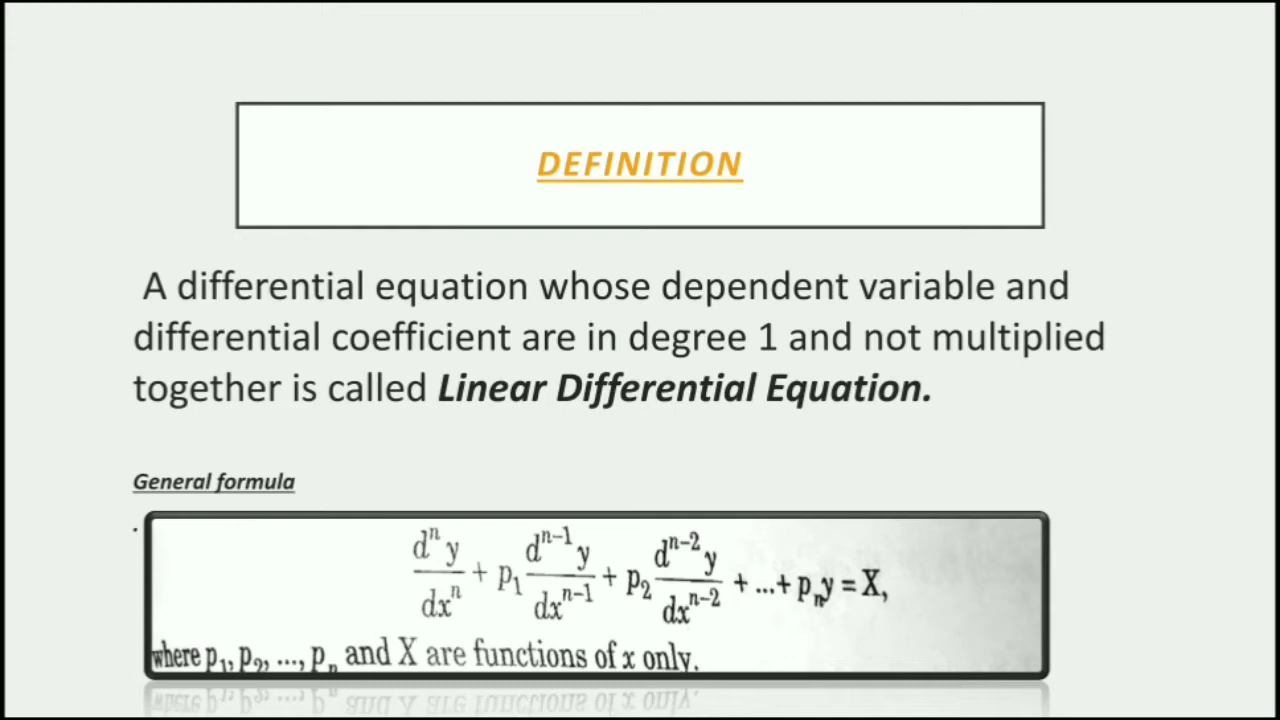 DEFINITION
A differential equation whose dependent variable and
differential coefficient are in degree 1 and not multiplied
together is called Linear Differential Equation.
General formula
.
dⁿy/dxⁿ + p₁ dⁿ⁻¹y/dxⁿ⁻¹ + p₂ dⁿ⁻²y/dxⁿ⁻² + ...+ pₙy = X,
where p₁, p₂, ..., pₙ and X are functions of x only.